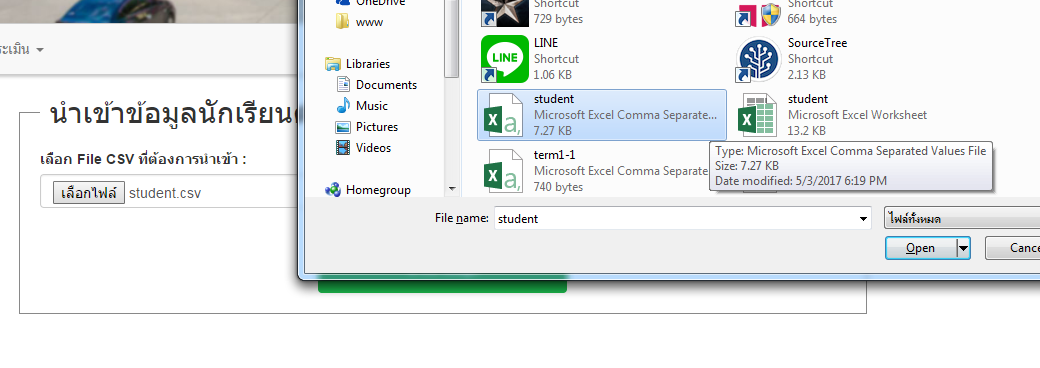 OneDrive
www
Libraries
Documents
Music
Pictures
Videos
Homegroup
Shortcut
729 bytes
Shortcut
664 bytes
LINE
Shortcut
1.06 KB
SourceTree
Shortcut
2.13 KB
student
Microsoft Excel Comma Separate...
7.27 KB
student
Microsoft Excel Worksheet
13.2 KB
term1-1
Microsoft Excel Comma Separate
740 bytes
Type: Microsoft Excel Comma Separated Values File
Size: 7.27 KB
Date modified: 5/3/2017 6:19 PM
File name:
student
ไฟล์ทั้งหมด
Open
Cance
ระเมิน
นำเข้าข้อมูลนักเรียน
เลือก File CSV ที่ต้องการนำเข้า :
เลือกไฟล์ student.csv